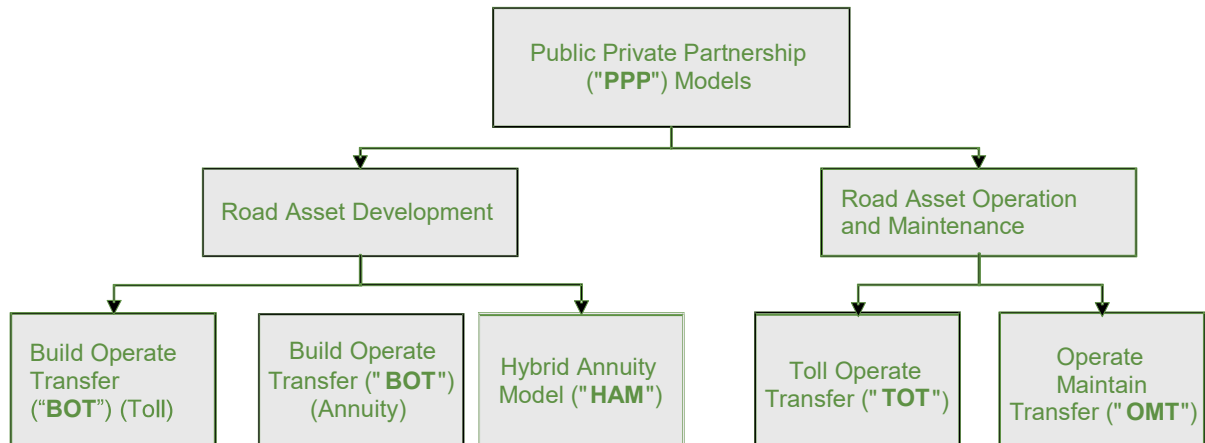 Public Private Partnership
("PPP") Models
Road Asset Development
Road Asset Operation
and Maintenance
Build Operate
Transfer
(“BOT”) (Toll)
Build Operate
Transfer (" BOT")
(Annuity)
Hybrid Annuity
Model ("HAM")
Toll Operate
Transfer (" TOT")
Operate
Maintain
Transfer (" OMT")